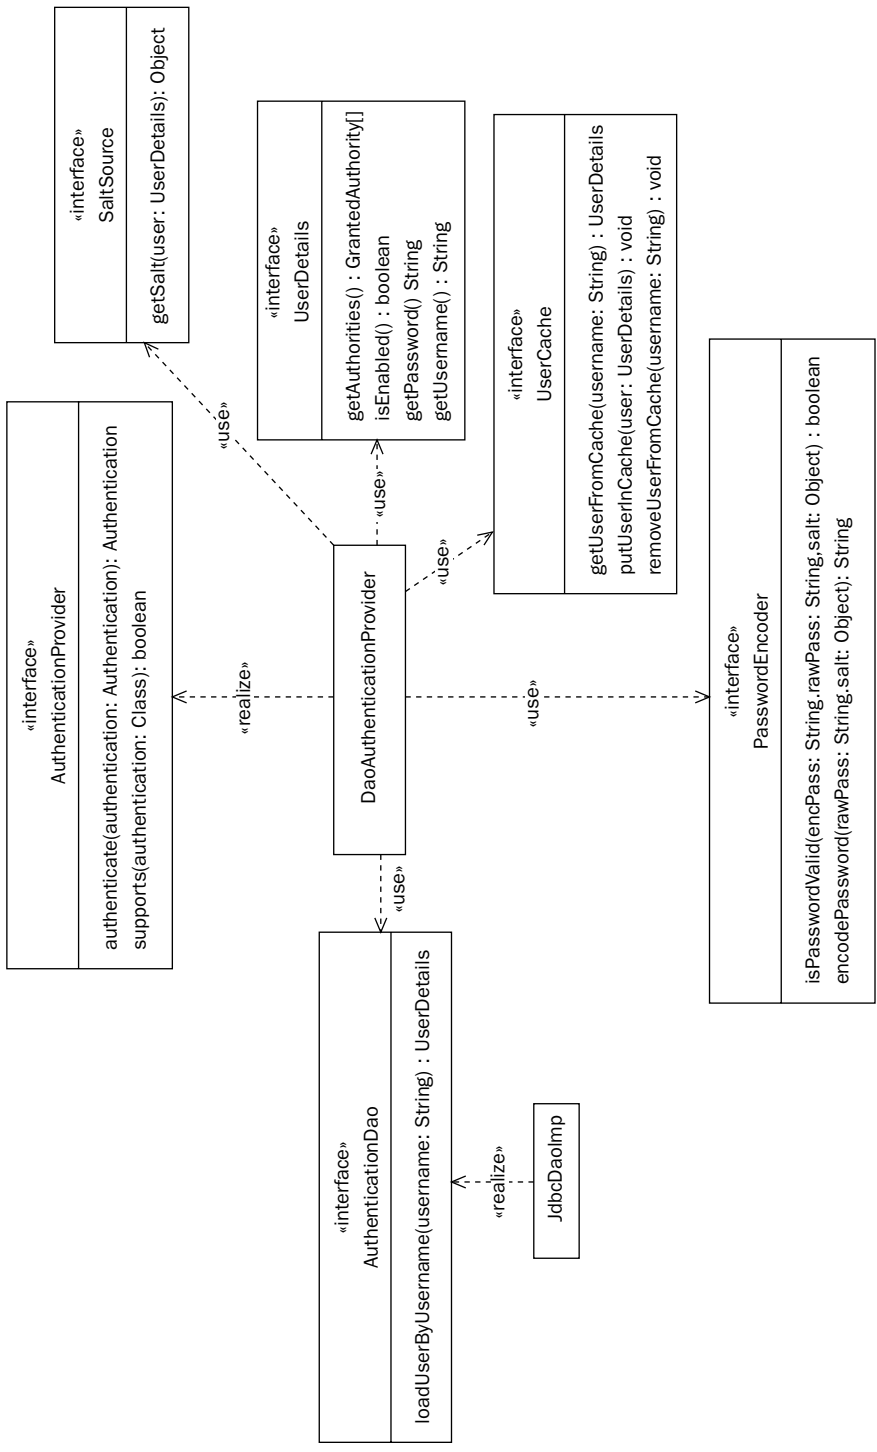 «interface»
AuthenticationProvider
authenticate(authentication: Authentication): Authentication
supports(authentication: Class): boolean
«interface»
SaltSource
getSalt(user: UserDetails): Object
«realize»
«use»
«interface»
AuthenticationDao
loadUserByUsername(username: String) : UserDetails
«use»
DaoAuthenticationProvider
«use»
«interface»
UserDetails
getAuthorities() : GrantedAuthority[]
isEnabled() : boolean
getPassword() String
getUsername() : String
«realize»
JdbcDaoImp
«use»
«use»
«interface»
UserCache
getUserFromCache(username: String) : UserDetails
putUserInCache(user: UserDetails) : void
removeUserFromCache(username: String) : void
«interface»
PasswordEncoder
isPasswordValid(encPass: String.rawPass: String,salt: Object) : boolean
encodePassword(rawPass: String.salt: Object): String